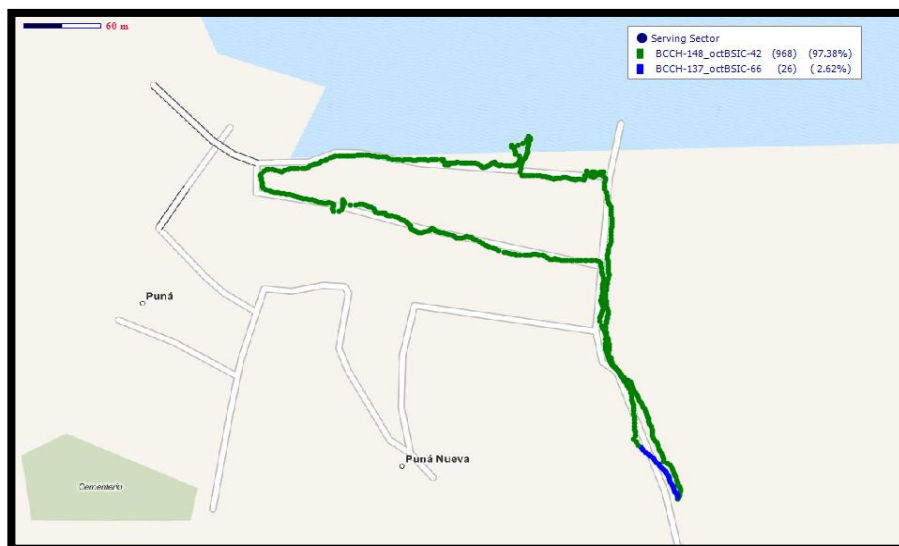 60 m
Serving Sector
BCCH-148_octBSIC-42 (968) (97.38%)
BCCH-137_octBSIC-66 (26) ( 2.62%)
Puná
Puná Nueva
Cementerio